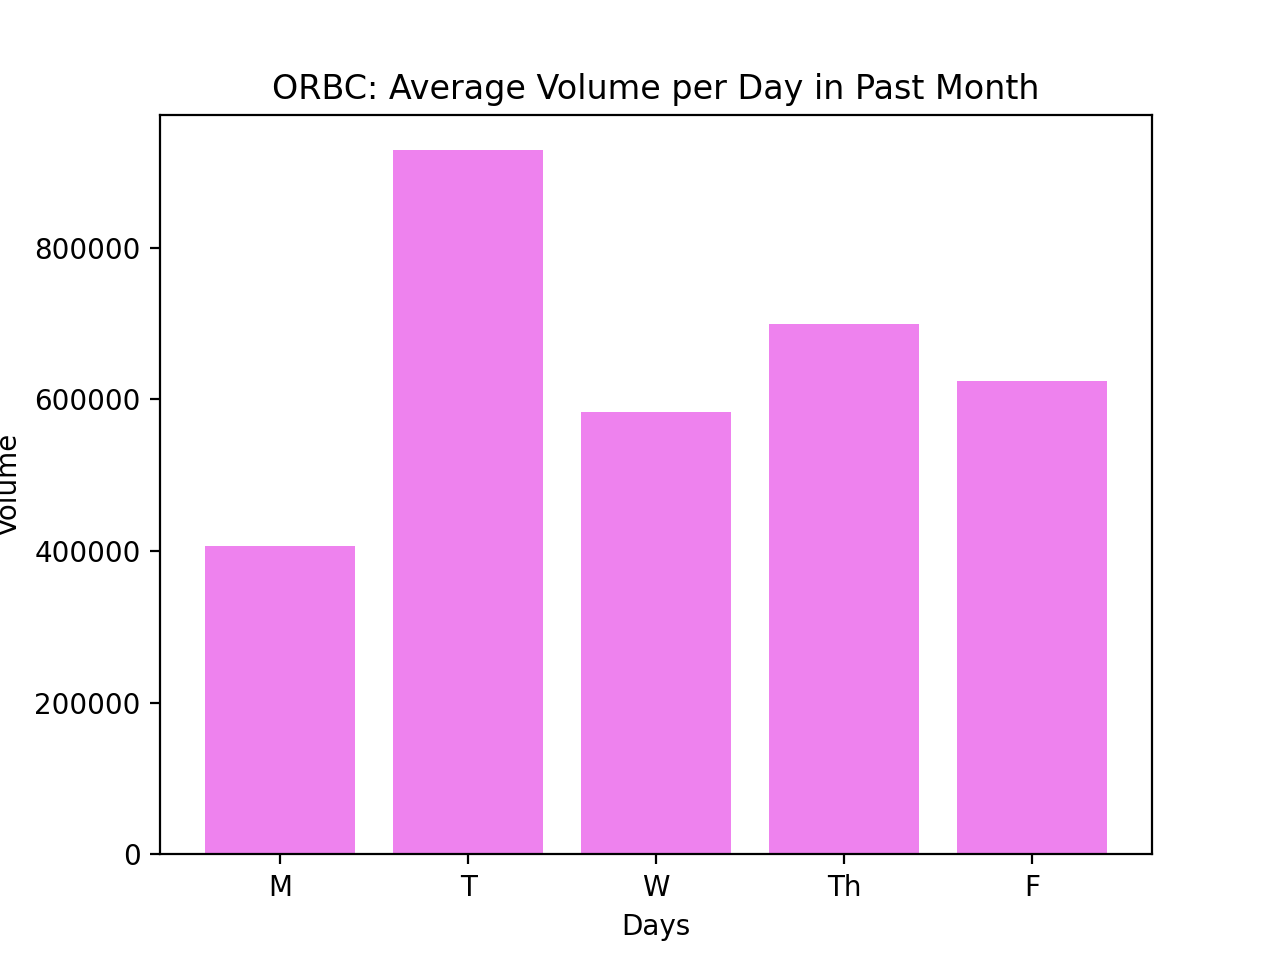 ORBC: Average Volume per Day in Past Month
800000
600000
400000
200000
0
Volume
M T W Th F
Days